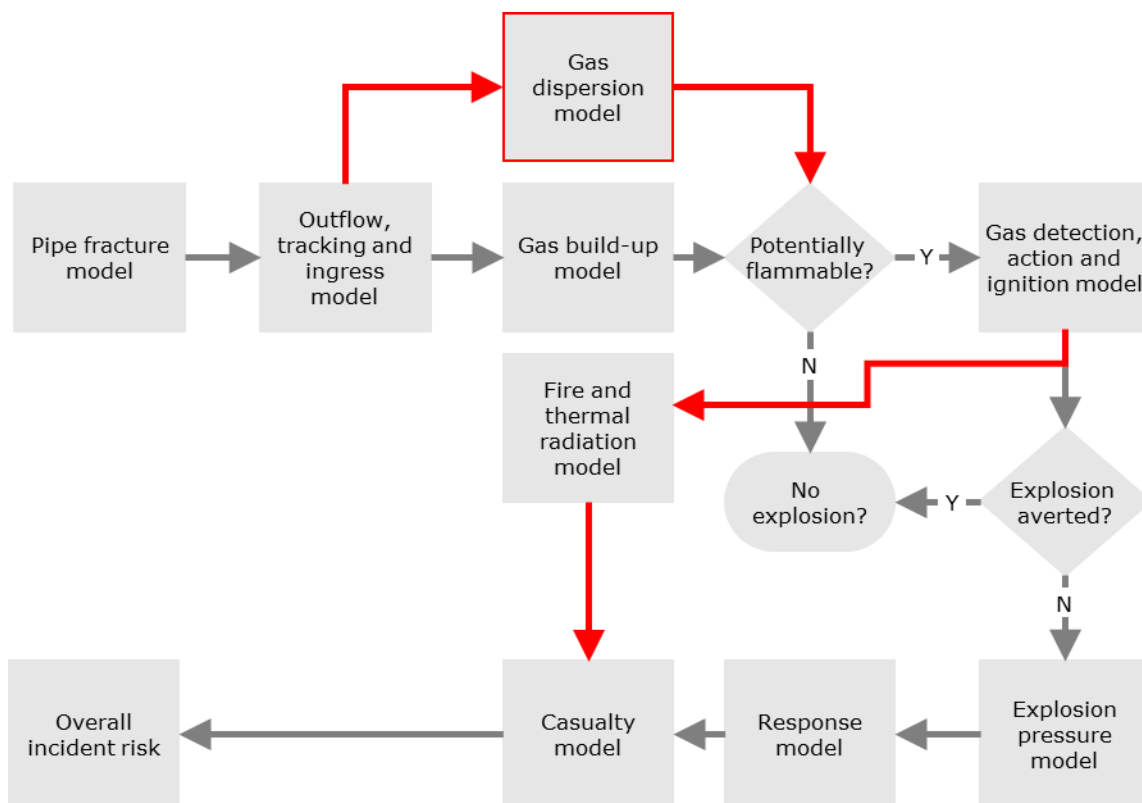 Gas
dispersion
model
Pipe fracture
model
Outflow,
tracking and
ingress
model
Gas build-up
model
Potentially
flammable?
Y
Gas detection,
action and
ignition model
N
Fire and
thermal
radiation
model
No
explosion?
Y
Explosion
averted?
N
Overall
incident risk
Casualty
model
Response
model
Explosion
pressure
model